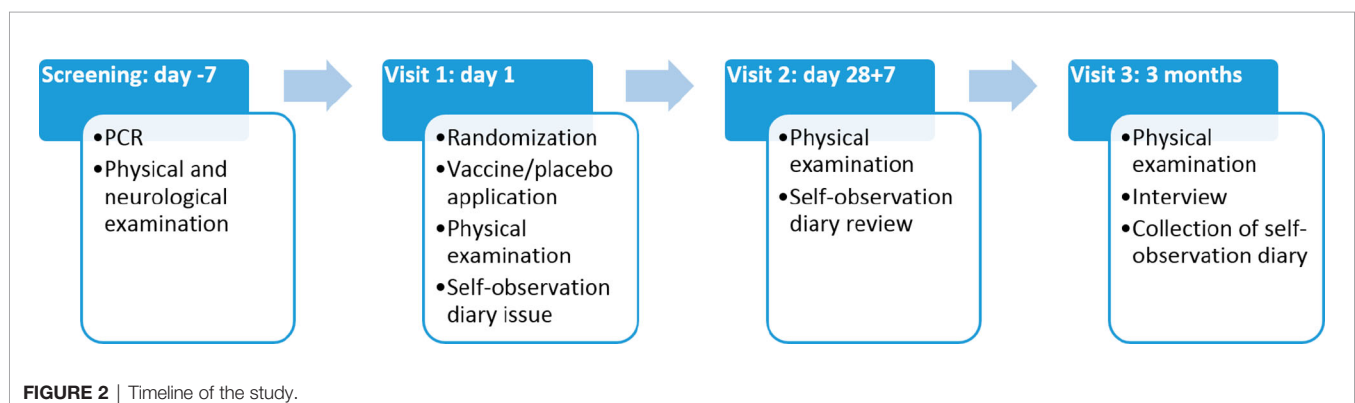 Screening: day -7
•PCR
•Physical and
neurological
examination
Visit 1: day 1
•Randomization
•Vaccine/placebo
application
•Physical
examination
•Self-observation
diary issue
Visit 2: day 28+7
•Physical
examination
•Self-observation
diary review
Visit 3: 3 months
•Physical
examination
•Interview
•Collection of self-
observation diary
FIGURE 2 | Timeline of the study.